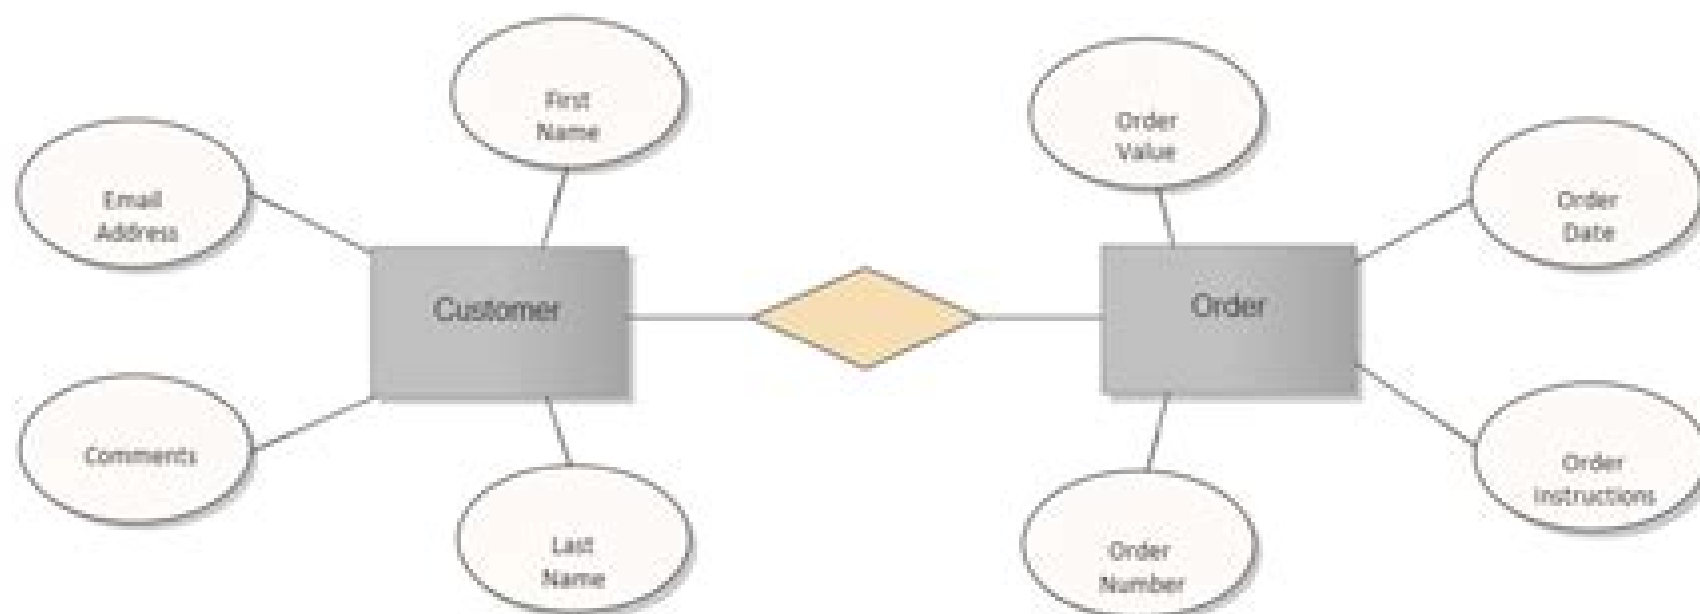 First
Name
Order
Value
Email
Address
Order
Date
Customer
Order
Comments
Order
Instructions
Last
Name
Order
Number